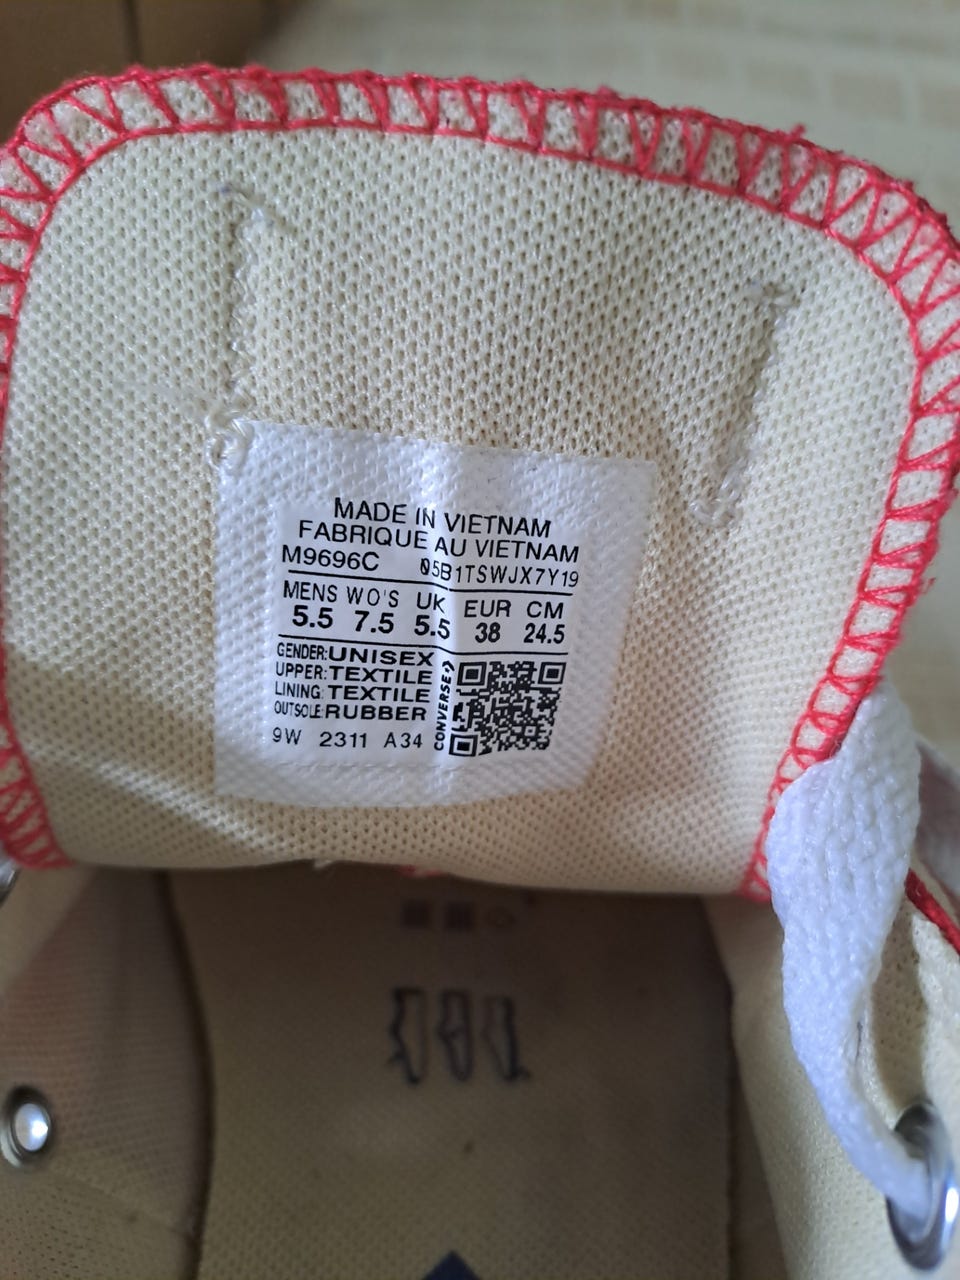 MADE IN VIETNAM
FABRIQUE AU VIETNAM
M9696C 05B1TSWJX7Y19
MENS WO'S UK EUR CM
5.5 7.5 5.5 38 24.5
GENDER:UNISEX
UPPER:TEXTILE
LINING:TEXTILE
OUTSOLE:RUBBER
CONVERSE
9W 2311 A34